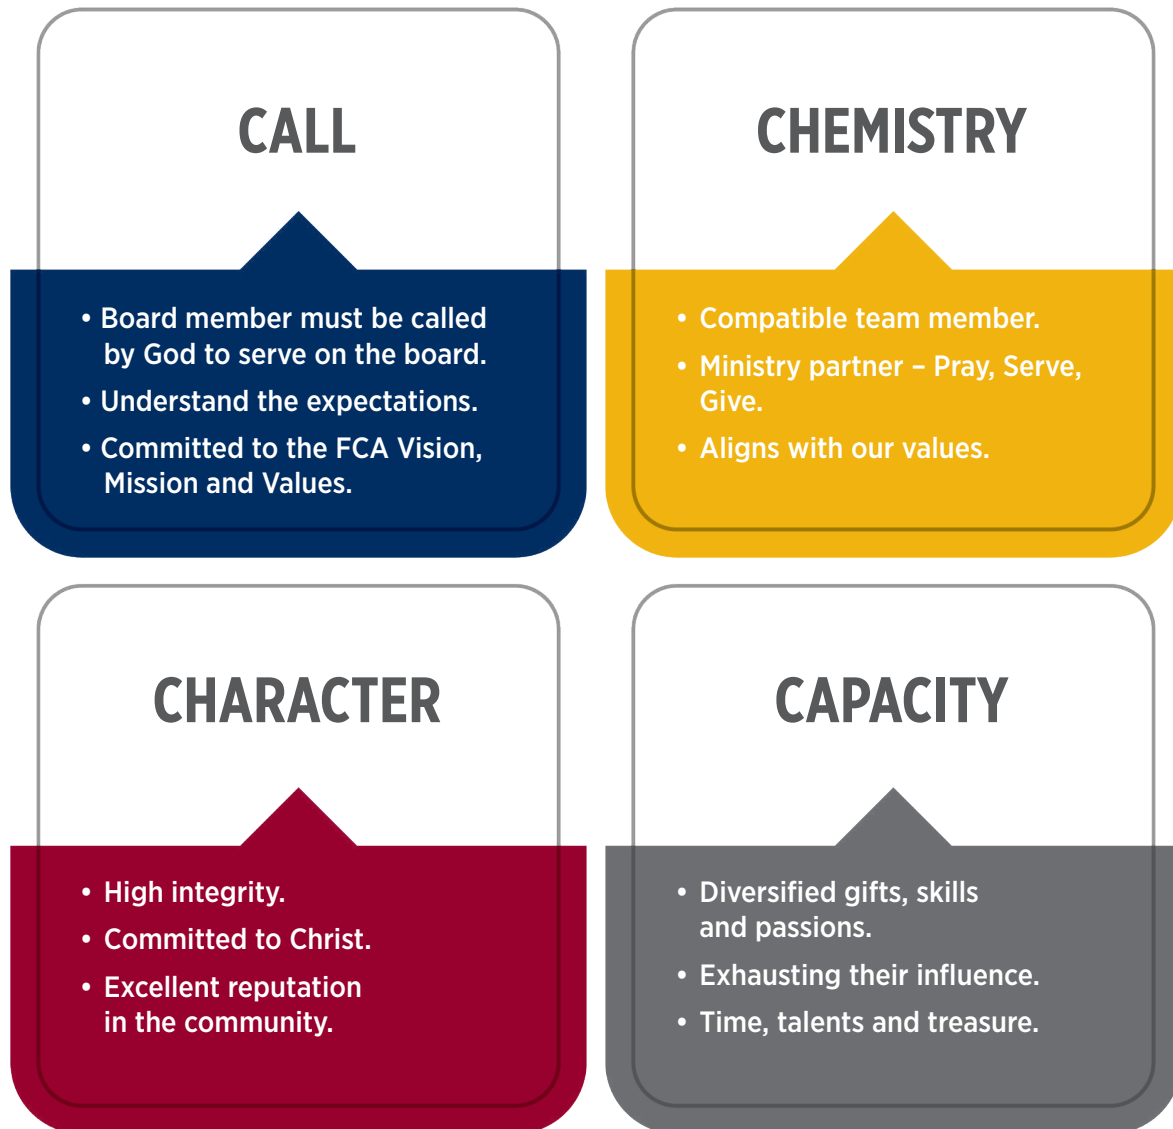 CALL
• Board member must be called
by God to serve on the board.
• Understand the expectations.
• Committed to the FCA Vision,
Mission and Values.
CHEMISTRY
• Compatible team member.
• Ministry partner – Pray, Serve,
Give.
• Aligns with our values.
CHARACTER
• High integrity.
• Committed to Christ.
• Excellent reputation
in the community.
CAPACITY
• Diversified gifts, skills
and passions.
• Exhausting their influence.
• Time, talents and treasure.